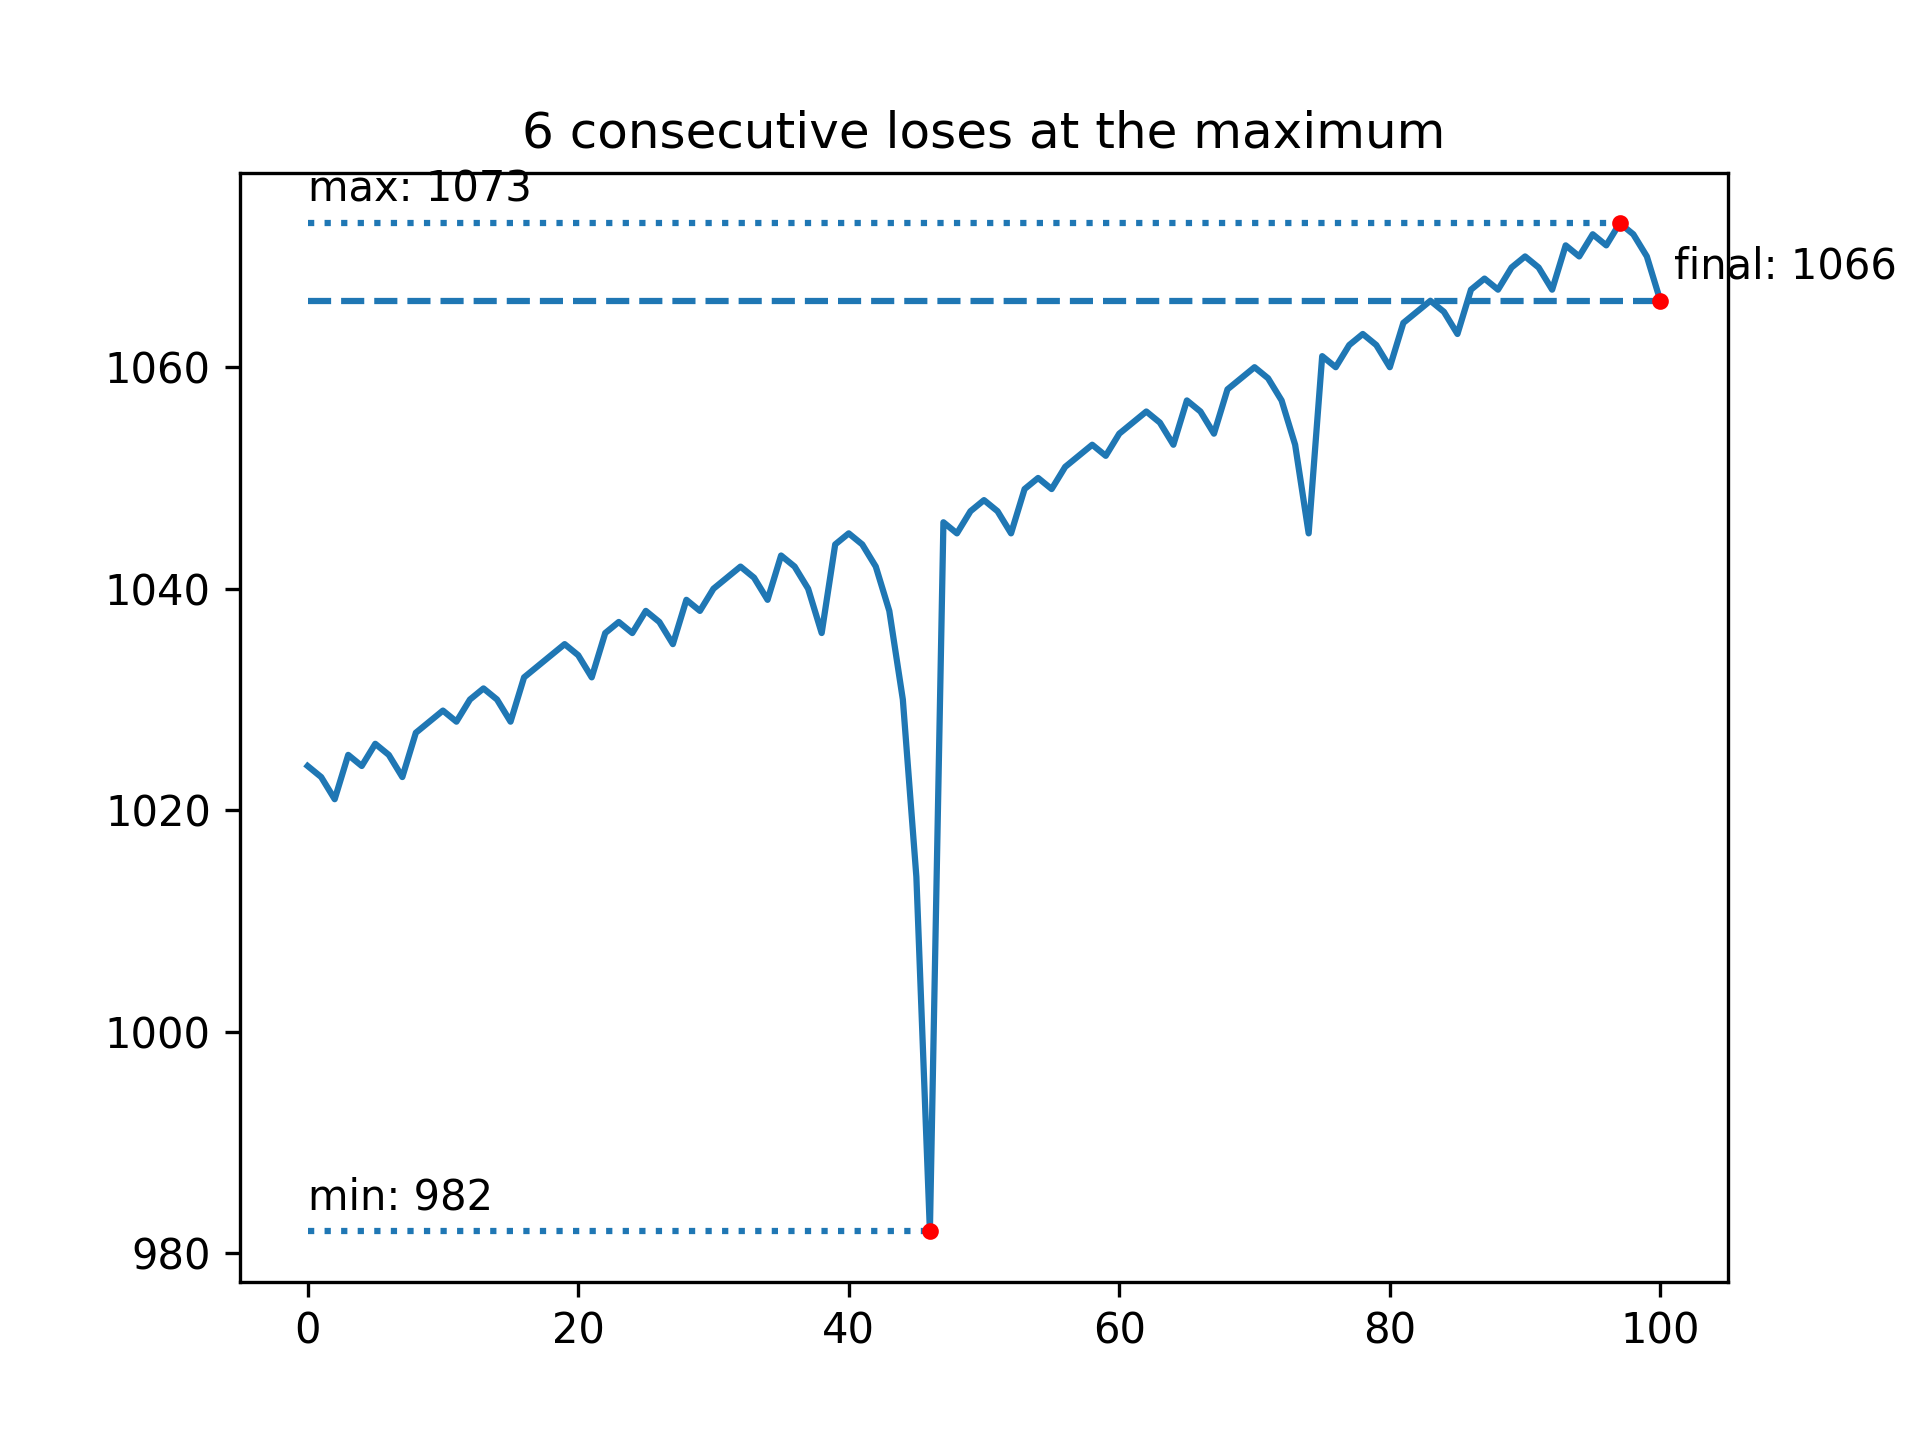 6 consecutive loses at the maximum
max: 1073
final: 1066
1060
1040
1020
1000
min: 982
980
0 20 40 60 80 100